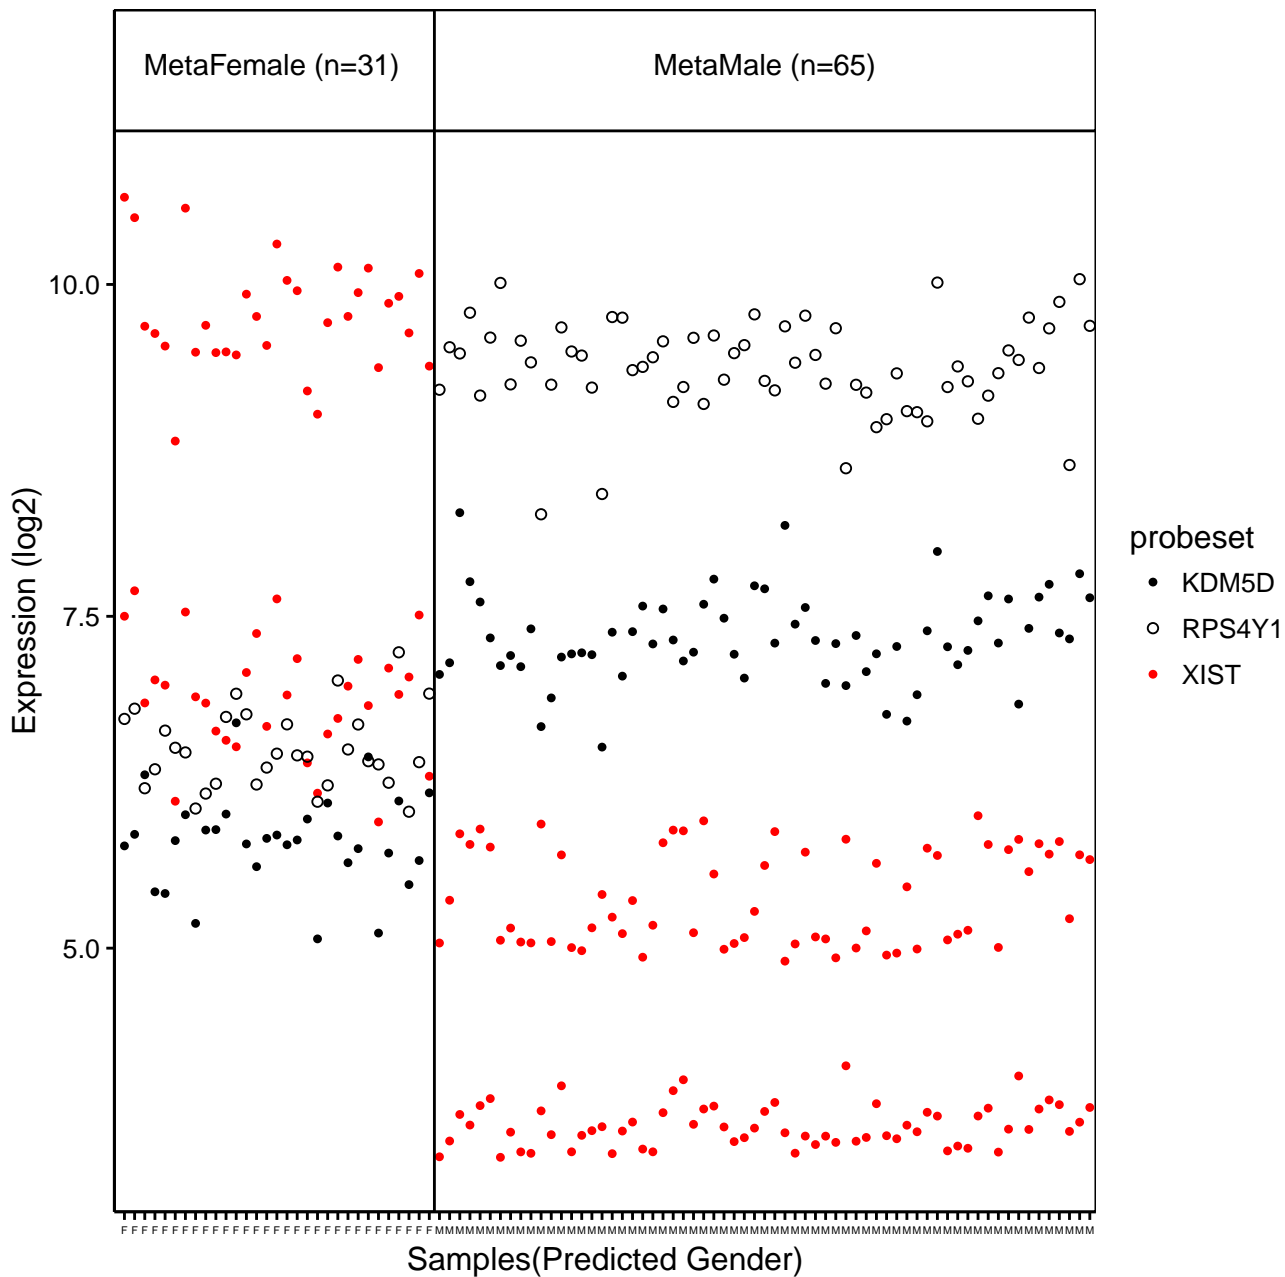 MetaFemale (n=31)
MetaMale (n=65)
10.0
7.5
5.0
Expression (log2)
F F F F F F F F F F F F F F F F F F F F F F F F F F F F F F F M M M M M M M M M M M M M M M M M M M M M M M M M M M M M M M M M M M M M M M M M M M M M M M M M M M M M M M M M M M M M M M M M
Samples(Predicted Gender)
probeset
KDM5D
RPS4Y1
XIST